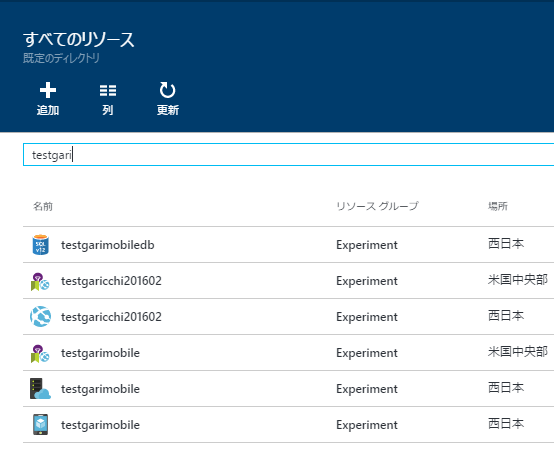 すべてのリソース
既定のディレクトリ
追加 列 更新
testgari
名前 リソース グループ 場所
SQL v12 testgarimobiledb Experiment 西日本
testgaricchi201602 Experiment 米国中央部
testgaricchi201602 Experiment 西日本
testgarimobile Experiment 米国中央部
testgarimobile Experiment 西日本
testgarimobile Experiment 西日本